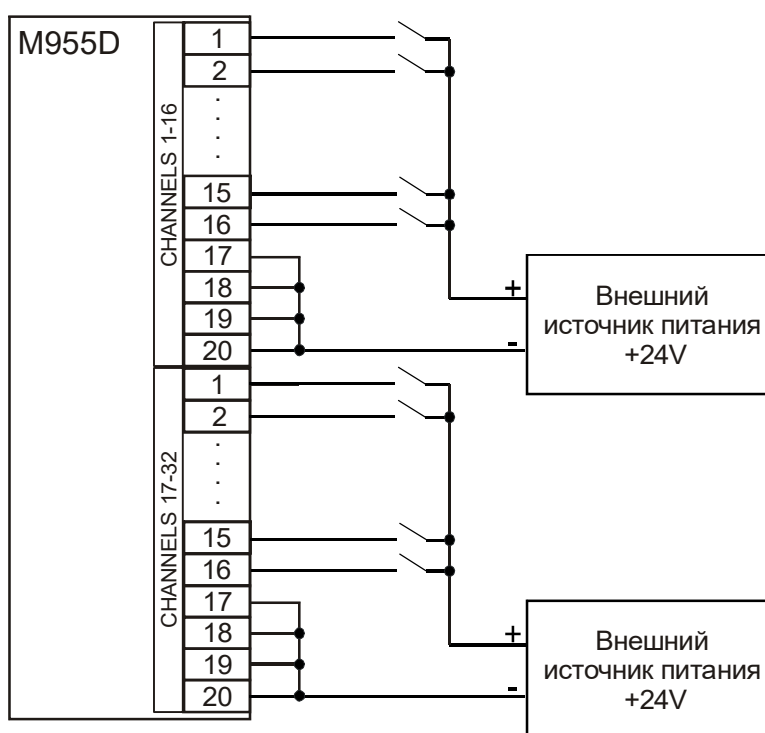 M955D
CHANNELS 1-16
1
2
15
16
17
18
19
20
+
-
Внешний
источник питания
+24V
CHANNELS 17-32
1
2
15
16
17
18
19
20
+
-
Внешний
источник питания
+24V